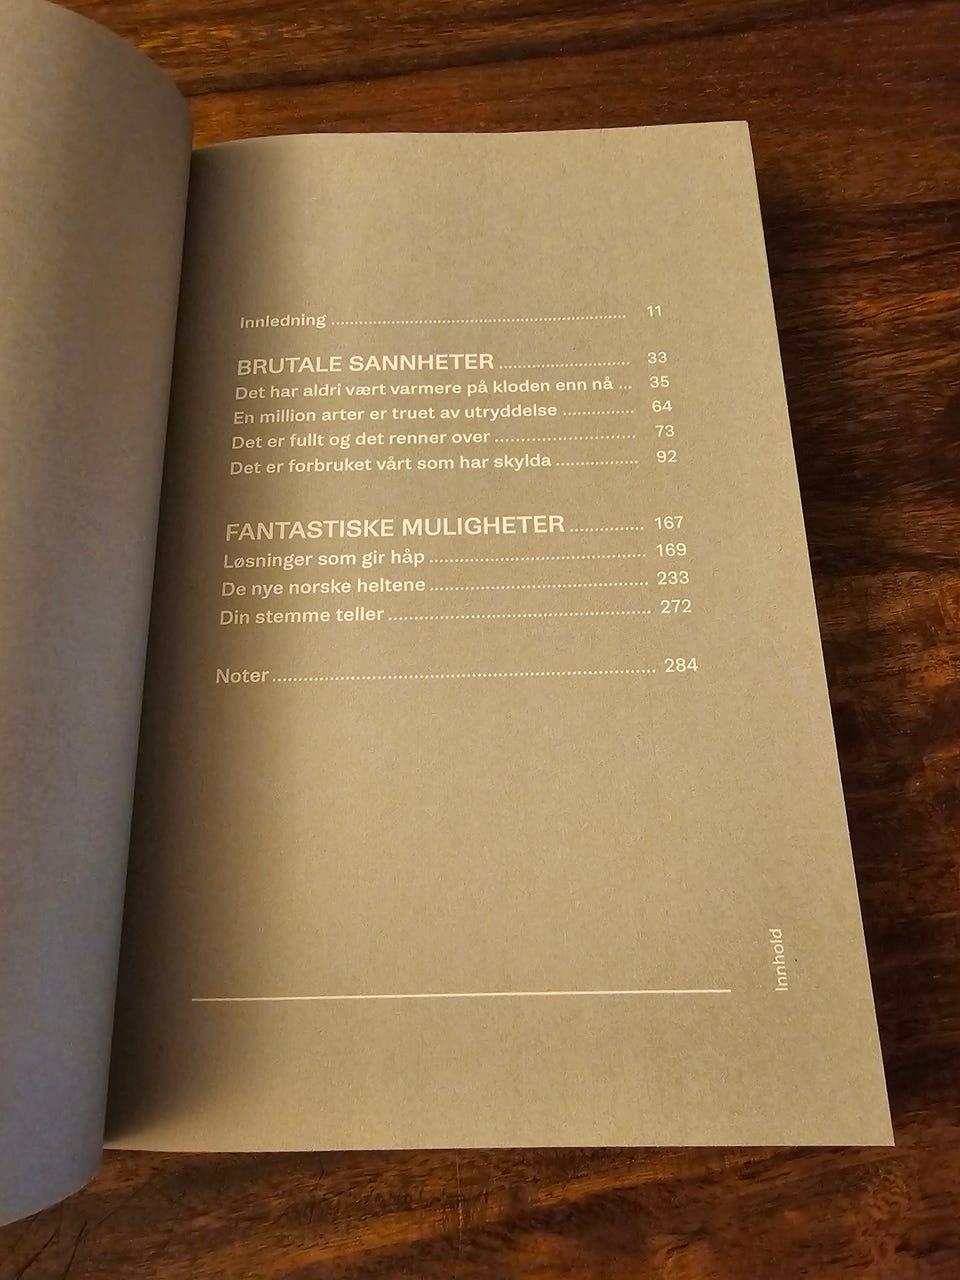 Innledning ........................................................ 11
BRUTALE SANNHETER ........................ 33
Det har aldri vært varmere på kloden enn nå ... 35
En million arter er truet av utryddelse .............. 64
Det er fullt og det renner over ........................... 73
Det er forbruket vårt som har skylda ................ 92
FANTASTISKE MULIGHETER .............. 167
Løsninger som gir håp .......................................... 169
De nye norske heltene .......................................... 233
Din stemme teller .................................................. 272
Noter ....................................................................... 284
Innhold